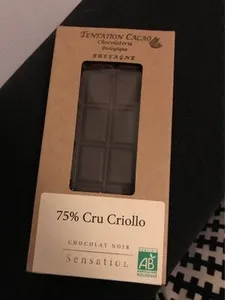 Tentation Cacao
Chocolaterie
Biologique
BRETAGNE
75% Cru Criollo
CHOCOLAT NOIR
Sensation
AB